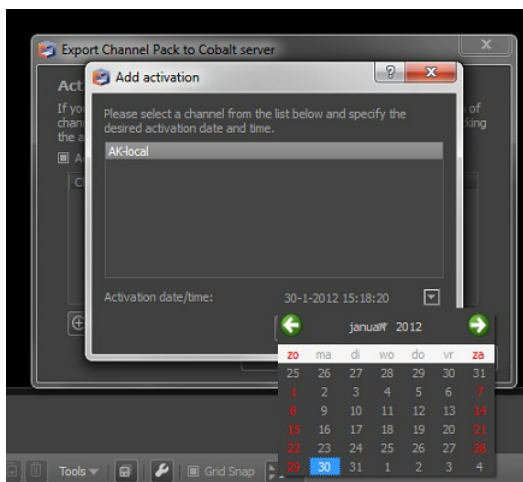 Export Channel Pack to Cobalt server
Add activation
Act
If you
of
chan
king
the a
Please select a channel from the list below and specify the
desired activation date and time.
A
AK-local
Activation date/time: 30-1-2012 15:18:20
2012
zo ma di wo do vr za
25 26 27 28 29 30 31
1 2 3 4 5 6 7
8 9 10 11 12 13 14
15 16 17 18 19 20 21
22 23 24 25 26 27 28
29 30 31 1 2 3 4
Tools Grid Snap